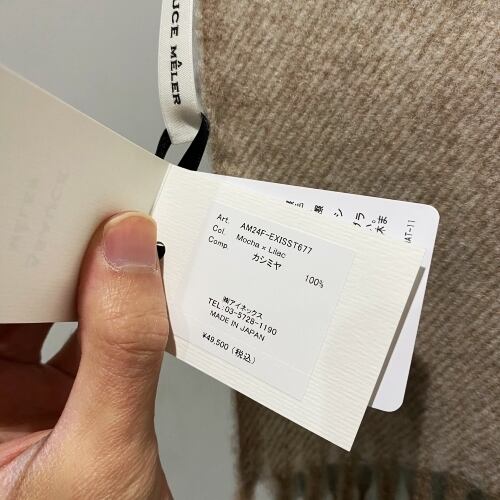 UCE MÊLER
Art. AM24F-EXISST677
Col. Mocha × Lilac
Comp. カシミヤ 100%
㈱アイネックス
TEL:03-5728-1190
MADE IN JAPAN
¥49,500(税込)